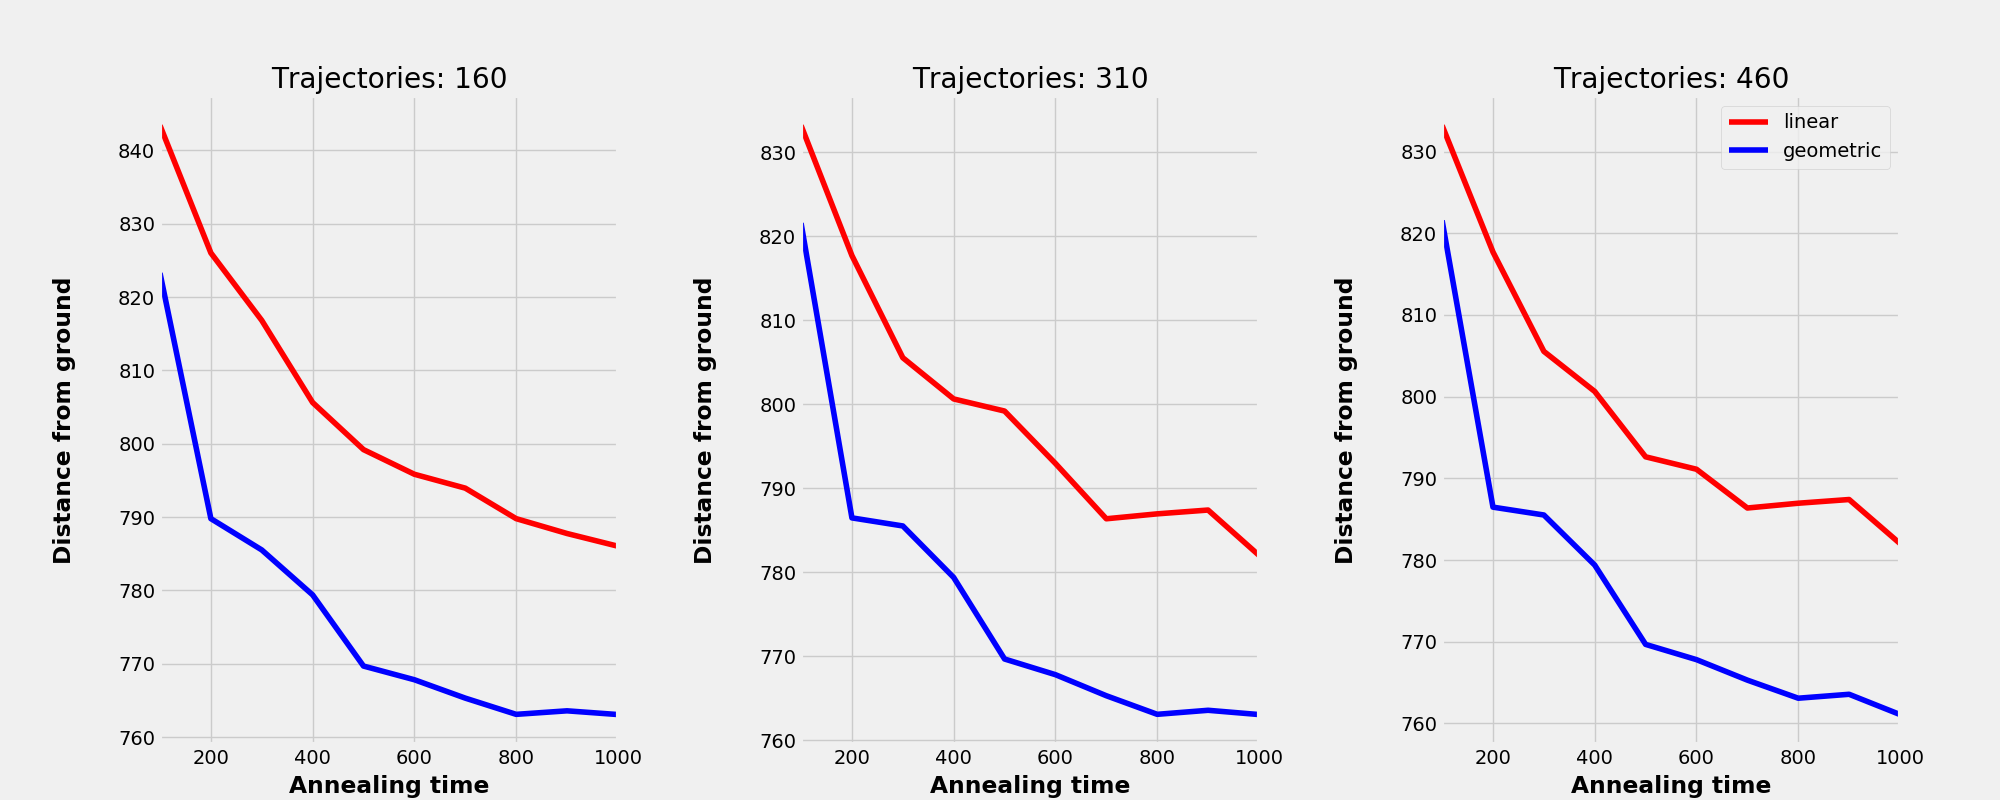 Trajectories: 160
840
830
820
810
800
790
780
770
760
Distance from ground
200 400 600 800 1000
Annealing time
Trajectories: 310
830
820
810
800
790
780
770
760
Distance from ground
200 400 600 800 1000
Annealing time
Trajectories: 460
linear
geometric
830
820
810
800
790
780
770
760
Distance from ground
200 400 600 800 1000
Annealing time